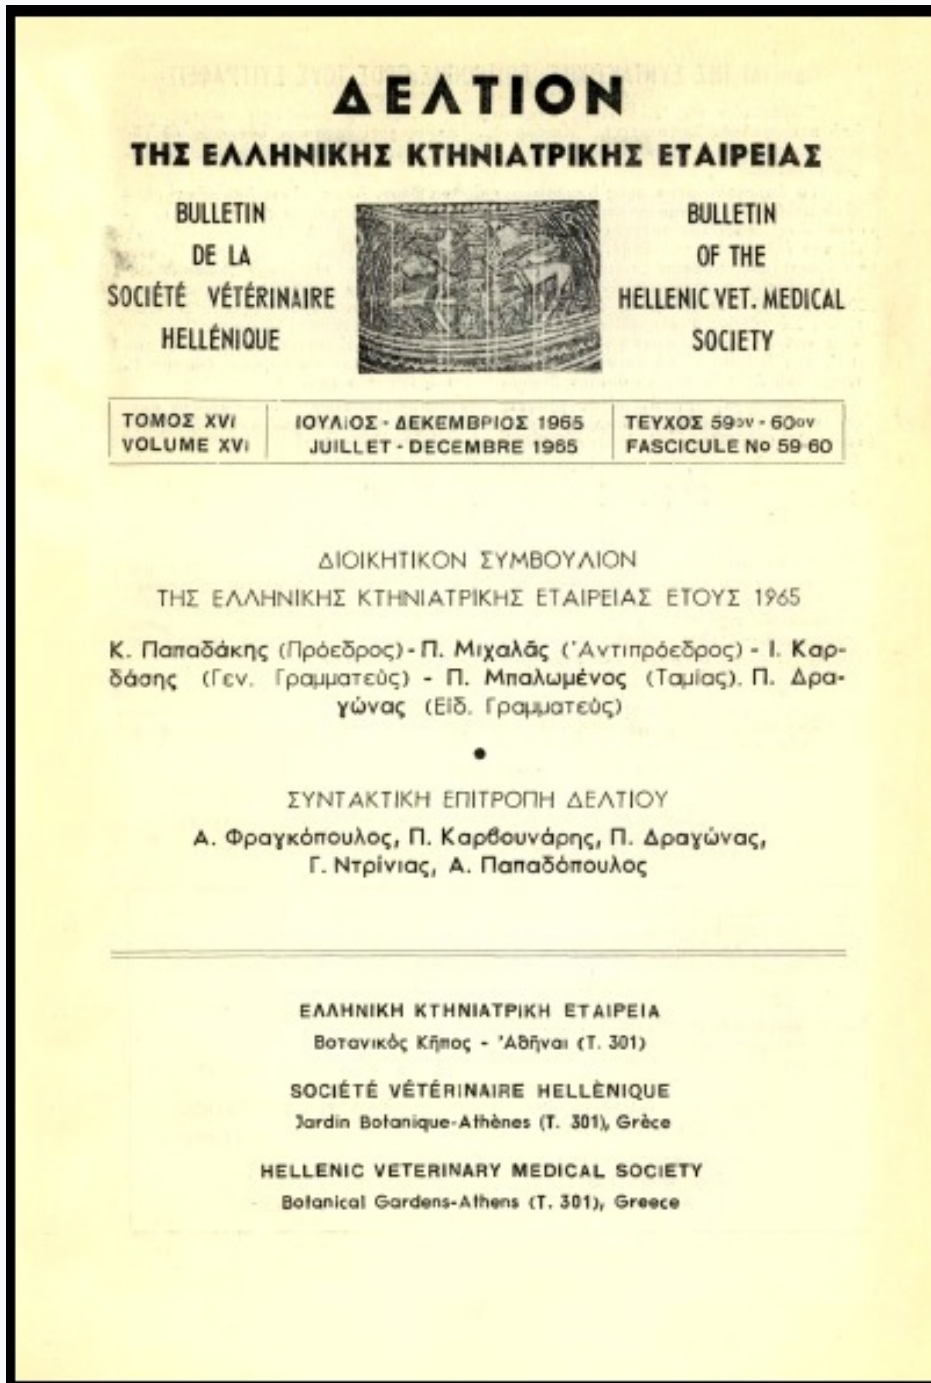 ΔΕΛΤΙΟΝ
ΤΗΣ ΕΛΛΗΝΙΚΗΣ ΚΤΗΝΙΑΤΡΙΚΗΣ ΕΤΑΙΡΕΙΑΣ
BULLETIN
DE LA
SOCIÉTÉ VÉTÉRINAIRE
HELLÉNIQUE
BULLETIN
OF THE
HELLENIC VET. MEDICAL
SOCIETY
ΤΟΜΟΣ XVI
VOLUME XVI
ΙΟΥΛΙΟΣ - ΔΕΚΕΜΒΡΙΟΣ 1965
JUILLET - DECEMBRE 1965
ΤΕΥΧΟΣ 59ον - 60ον
FASCICULE No 59-60
ΔΙΟΙΚΗΤΙΚΟΝ ΣΥΜΒΟΥΛΙΟΝ
ΤΗΣ ΕΛΛΗΝΙΚΗΣ ΚΤΗΝΙΑΤΡΙΚΗΣ ΕΤΑΙΡΕΙΑΣ ΕΤΟΥΣ 1965
Κ. Παπαδάκης (Πρόεδρος) - Π. Μιχαλᾶς (Ἀντιπρόεδρος) - Ι. Καρ-
δάσης (Γεν. Γραμματεὺς) - Π. Μπαλωμένος (Ταμίας). Π. Δρα-
γώνας (Εἰδ. Γραμματεὺς)
●
ΣΥΝΤΑΚΤΙΚΗ ΕΠΙΤΡΟΠΗ ΔΕΛΤΙΟΥ
Α. Φραγκόπουλος, Π. Καρβουνάρης, Π. Δραγώνας,
Γ. Ντρίνιας, Α. Παπαδόπουλος
ΕΛΛΗΝΙΚΗ ΚΤΗΝΙΑΤΡΙΚΗ ΕΤΑΙΡΕΙΑ
Βοτανικὸς Κῆπος - Ἀθῆναι (Τ. 301)
SOCIÉTÉ VÉTÉRINAIRE HELLÈNIQUE
Jardin Botanique-Athènes (T. 301), Grèce
HELLENIC VETERINARY MEDICAL SOCIETY
Botanical Gardens-Athens (T. 301), Greece